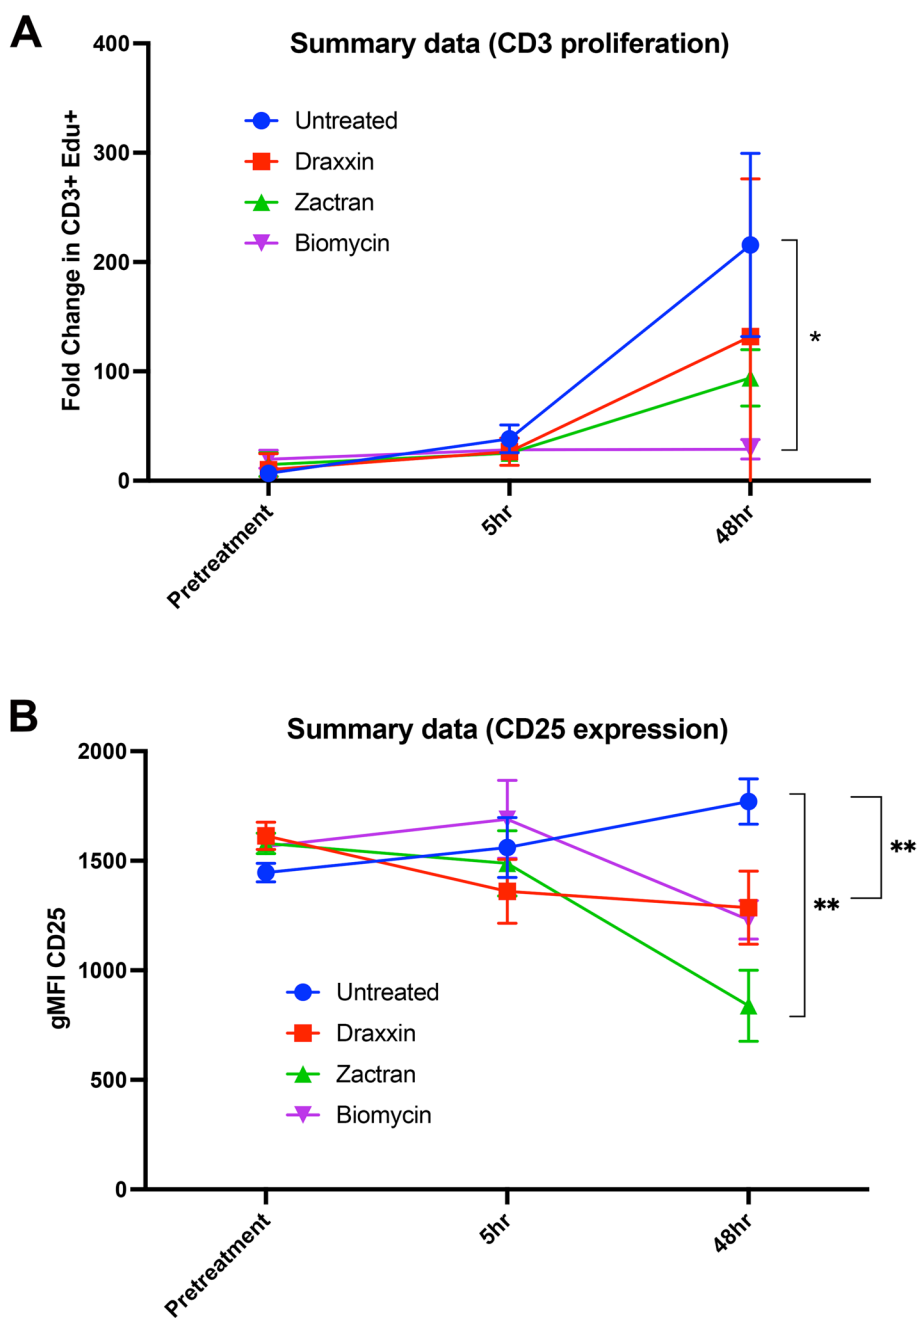 A
Summary data (CD3 proliferation)
Fold Change in CD3+ Edu+
400
300
200
100
0
Untreated
Draxxin
Zactran
Biomycin
*
Pretreatment
5hr
48hr
B
Summary data (CD25 expression)
gMFI CD25
2000
1500
1000
500
0
Untreated
Draxxin
Zactran
Biomycin
**
**
Pretreatment
5hr
48hr